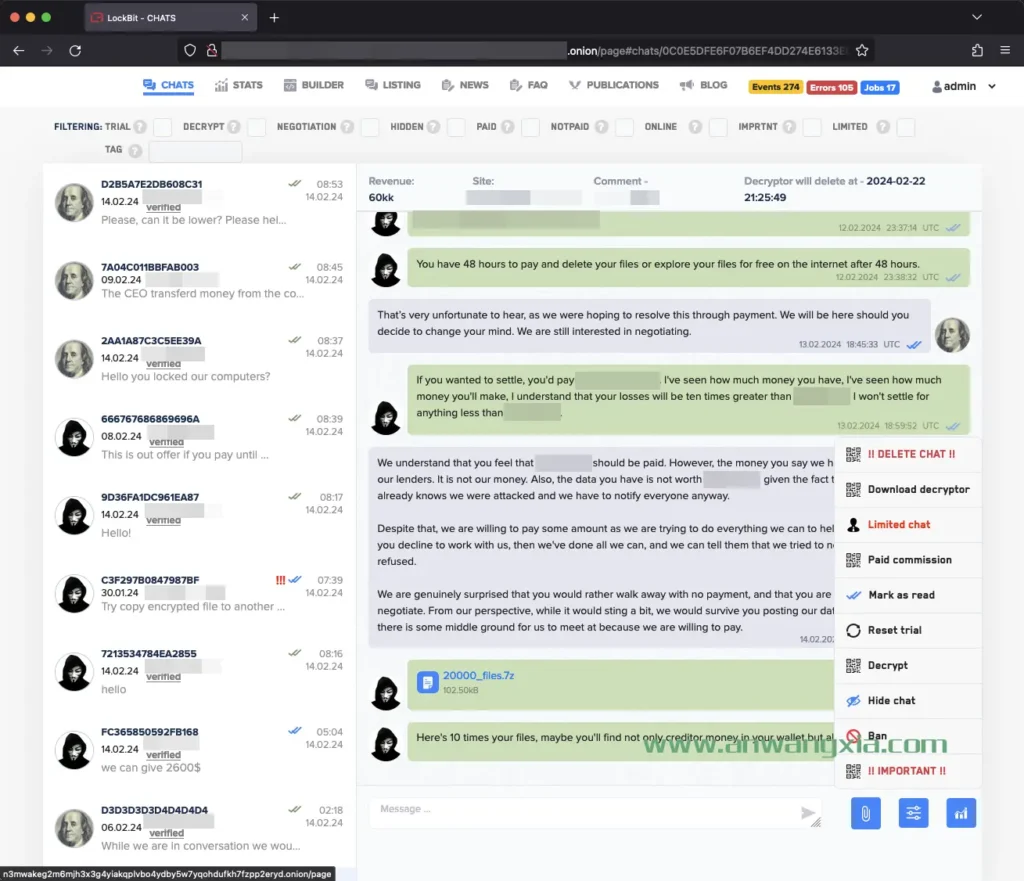 LockBit - CHATS
.onion/page#chats/0C0E5DFE6F07B6EF4DD274E6133
CHATS STATS BUILDER LISTING NEWS FAQ PUBLICATIONS BLOG Events 274 Errors 105 Jobs 17 admin
FILTERING: TRIAL ? DECRYPT ? NEGOTIATION ? HIDDEN ? PAID ? NOTPAID ? ONLINE ? IMPRTNT ? LIMITED ?
TAG ?
D2B5A7E2DB608C31 08:53
14.02.24 14.02.24
verified
Please, can it be lower? Please hel...
7A04C011BBFAB003 08:45
09.02.24 14.02.24
The CEO transferd money from the co...
2AA1A87C3C5EE39A 08:37
14.02.24 14.02.24
verified
Hello you locked our computers?
666767686869696A 08:39
08.02.24 14.02.24
verified
This is out offer if you pay until ...
9D36FA1DC961EA87 08:17
14.02.24 14.02.24
verified
Hello!
C3F297B0847987BF !!! 07:39
30.01.24 14.02.24
Try copy encrypted file to another ...
7213534784EA2855 08:16
14.02.24 14.02.24
verified
hello
FC365850592FB168 05:04
14.02.24 14.02.24
verified
we can give 2600$
D3D3D3D3D4D4D4D4 02:18
06.02.24 14.02.24
verified
While we are in conversation we wou...
Revenue: Site: Comment - Decryptor will delete at - 2024-02-22
60kk 21:25:49
12.02.2024 23:37:14 UTC
You have 48 hours to pay and delete your files or explore your files for free on the internet after 48 hours.
12.02.2024 23:38:32 UTC
That's very unfortunate to hear, as we were hoping to resolve this through payment. We will be here should you
decide to change your mind. We are still interested in negotiating.
13.02.2024 18:45:33 UTC
If you wanted to settle, you'd pay . I've seen how much money you have, I've seen how much
money you'll make, I understand that your losses will be ten times greater than I won't settle for
anything less than .
13.02.2024 18:59:52 UTC
We understand that you feel that should be paid. However, the money you say we h
our lenders. It is not our money. Also, the data you have is not worth given the fact t
already knows we were attacked and we have to notify everyone anyway.
Despite that, we are willing to pay some amount as we are trying to do everything we can to hel
you decline to work with us, then we've done all we can, and we can tell them that we tried to n
refused.
We are genuinely surprised that you would rather walk away with no payment, and that you are
negotiate. From our perspective, while it would sting a bit, we would survive you posting our dat
there is some middle ground for us to meet at because we are willing to pay.
14.02.202
20000_files.7z
102.50kB
Here's 10 times your files, maybe you'll find not only creditor money in your wallet but al
!! DELETE CHAT !!
Download decryptor
Limited chat
Paid commission
Mark as read
Reset trial
Decrypt
Hide chat
Ban
!! IMPORTANT !!
www.anwangxia.com
Message ...
n3mwakeg2m6mjh3x3g4yiakqplvbo4ydby5w7yqohdufkh7fzpp2eryd.onion/page